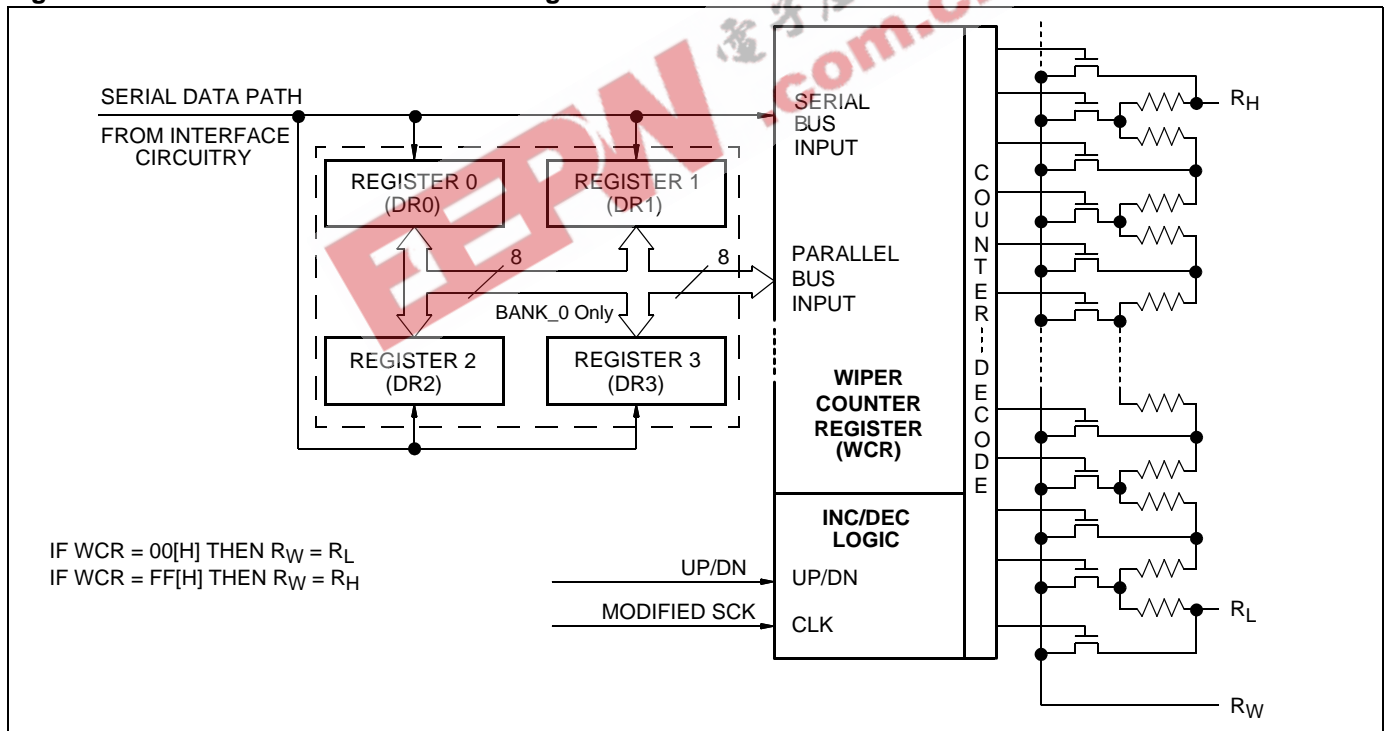 SERIAL DATA PATH
FROM INTERFACE
CIRCUITRY
REGISTER 0
(DR0)
REGISTER 1
(DR1)
8
8
BANK_0 Only
REGISTER 2
(DR2)
REGISTER 3
(DR3)
SERIAL
BUS
INPUT
PARALLEL
BUS
INPUT
WIPER
COUNTER
REGISTER
(WCR)
INC/DEC
LOGIC
UP/DN
UP/DN
MODIFIED SCK
CLK
COUNTER
DECODE
RH
RL
RW
IF WCR = 00[H] THEN RW = RL
IF WCR = FF[H] THEN RW = RH
EEPW
.com.c